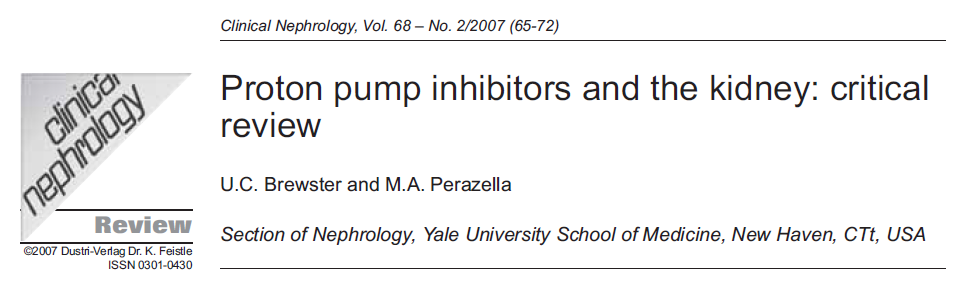 Clinical Nephrology, Vol. 68 – No. 2/2007 (65-72)
clinical
nephrology
Review
©2007 Dustri-Verlag Dr. K. Feistle
ISSN 0301-0430
Proton pump inhibitors and the kidney: critical
review
U.C. Brewster and M.A. Perazella
Section of Nephrology, Yale University School of Medicine, New Haven, CTt, USA